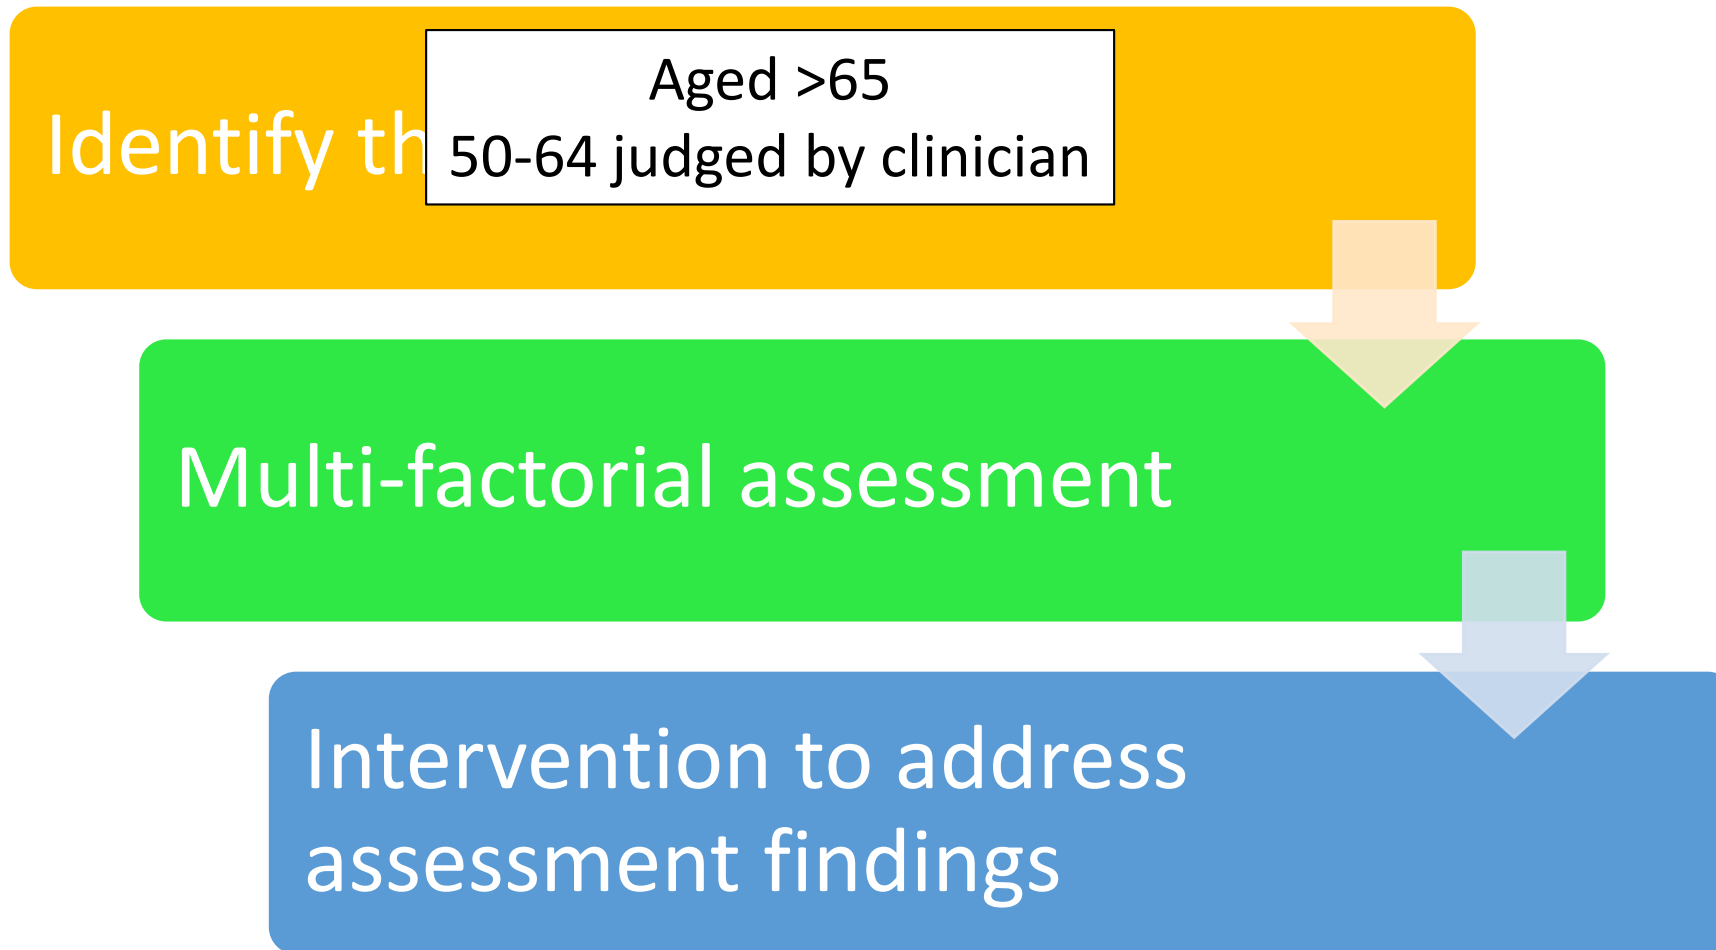 Identify th
Aged >65
50-64 judged by clinician
Multi-factorial assessment
Intervention to address
assessment findings